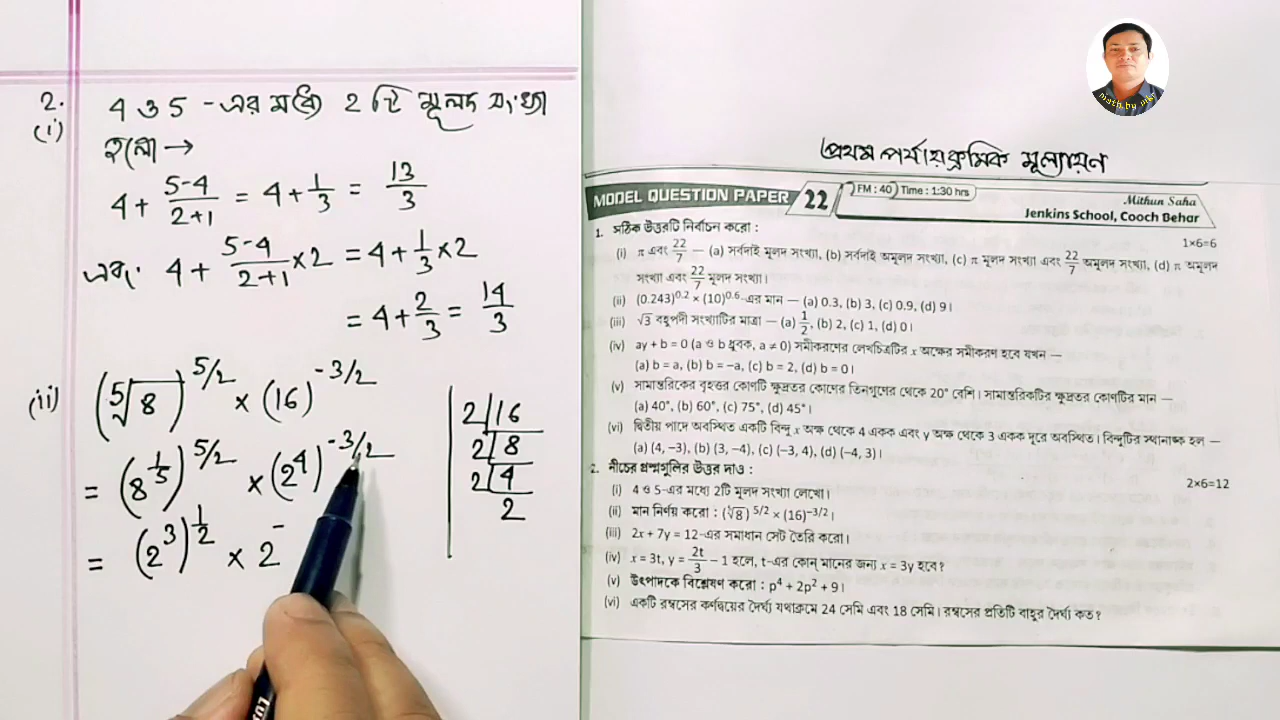 2. 4 ও 5 -এর মধ্যে 2 টি মূলদ সংখ্যা
(i) হলো →
4 + (5-4)/(2+1) = 4 + 1/3 = 13/3
এবং 4 + (5-4)/(2+1) × 2 = 4 + 1/3 × 2
= 4 + 2/3 = 14/3
(ii) (⁵√8)^(5/2) × (16)^(-3/2)
= (8^(1/5))^(5/2) × (2^4)^(-3/2)
= (2^3)^(1/2) × 2^-
2 16
2 8
2 4
2
math by piks
প্রথম পর্যায়ক্রমিক মূল্যায়ন
MODEL QUESTION PAPER 22 FM : 40 Time : 1:30 hrs
Mithun Saha
Jenkins School, Cooch Behar
1. সঠিক উত্তরটি নির্বাচন করো : 1×6=6
(i) π এবং 22/7 — (a) সর্বদাই মূলদ সংখ্যা, (b) সর্বদাই অমূলদ সংখ্যা, (c) π মূলদ সংখ্যা এবং 22/7 অমূলদ সংখ্যা, (d) π অমূলদ
সংখ্যা এবং 22/7 মূলদ সংখ্যা।
(ii) (0.243)^0.2 × (10)^0.6-এর মান — (a) 0.3, (b) 3, (c) 0.9, (d) 9।
(iii) √3 বহুপদী সংখ্যাটির মাত্রা — (a) 1/2, (b) 2, (c) 1, (d) 0।
(iv) ay + b = 0 (a ও b ধ্রুবক, a ≠ 0) সমীকরণের লেখচিত্রটির x অক্ষের সমীকরণ হবে যখন —
(a) b = a, (b) b = –a, (c) b = 2, (d) b = 0।
(v) সামান্তরিকের বৃহত্তর কোণটি ক্ষুদ্রতর কোণের তিনগুণের থেকে 20° বেশি। সামান্তরিকটির ক্ষুদ্রতর কোণটির মান —
(a) 40°, (b) 60°, (c) 75°, (d) 45°।
(vi) দ্বিতীয় পাদে অবস্থিত একটি বিন্দু x অক্ষ থেকে 4 একক এবং y অক্ষ থেকে 3 একক দূরে অবস্থিত। বিন্দুটির স্থানাঙ্ক হল —
(a) (4, –3), (b) (3, –4), (c) (–3, 4), (d) (–4, 3)।
2. নীচের প্রশ্নগুলির উত্তর দাও : 2×6=12
(i) 4 ও 5-এর মধ্যে 2টি মূলদ সংখ্যা লেখো।
(ii) মান নির্ণয় করো : (⁵√8)^5/2 × (16)^–3/2।
(iii) 2x + 7y = 12-এর সমাধান সেট তৈরি করো।
(iv) x = 3t, y = 2t/3 – 1 হলে, t-এর কোন্ মানের জন্য x = 3y হবে?
(v) উৎপাদকে বিশ্লেষণ করো : p⁴ + 2p² + 9।
(vi) একটি রম্বসের কর্ণদ্বয়ের দৈর্ঘ্য যথাক্রমে 24 সেমি এবং 18 সেমি। রম্বসের প্রতিটি বাহুর দৈর্ঘ্য কত?